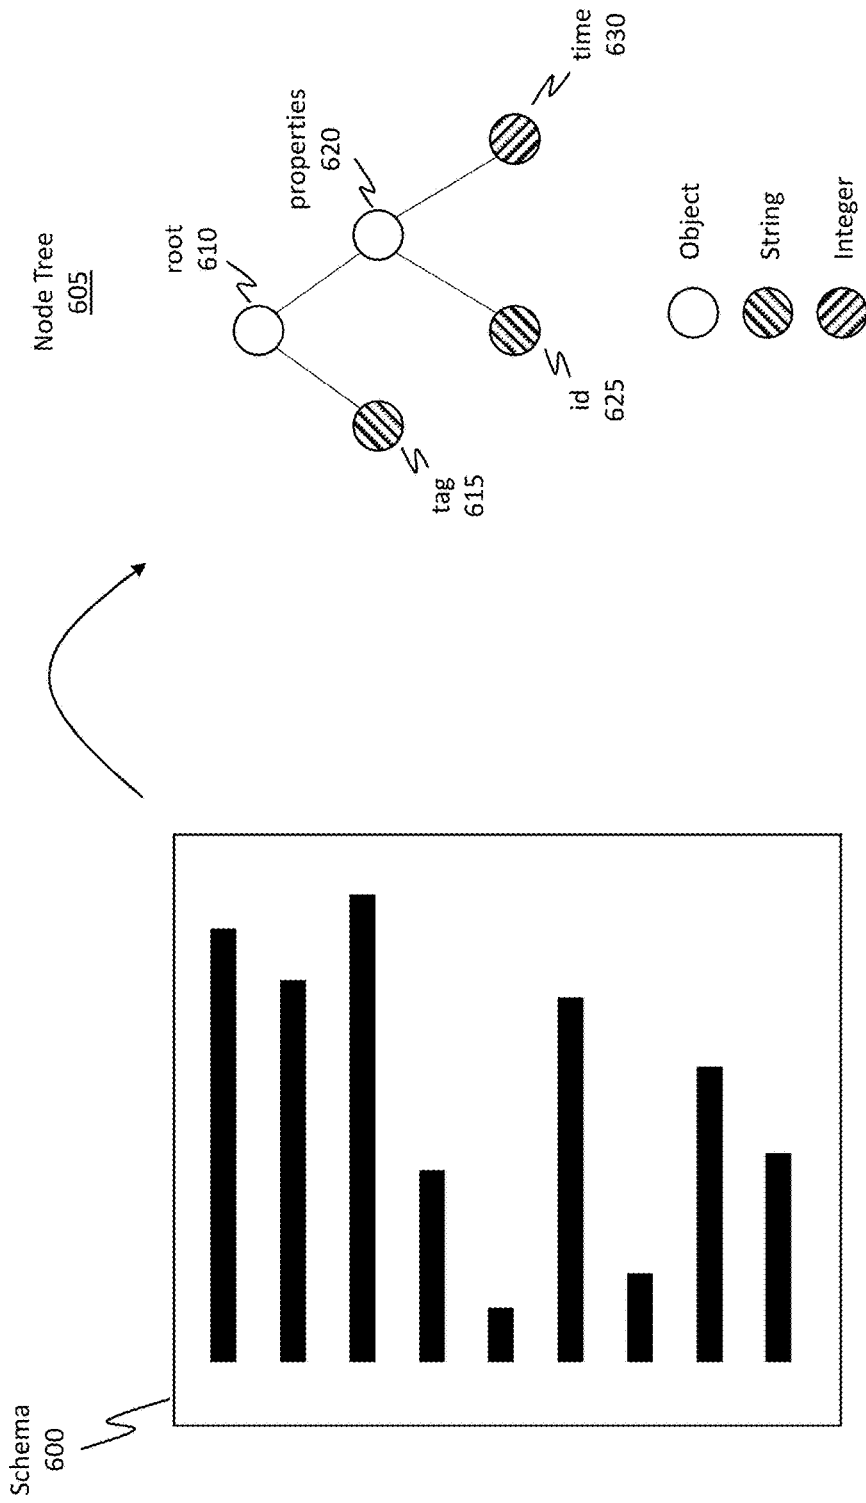 Schema
600
Node Tree
605
root
610
tag
615
properties
620
id
625
time
630
Object
String
Integer